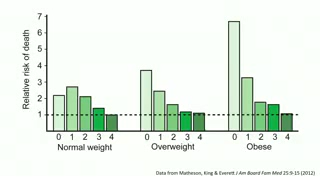 Relative risk of death
7
6
5
4
3
2
1
0 1 2 3 4 0 1 2 3 4 0 1 2 3 4
Normal weight Overweight Obese
Data from Matheson, King & Everett J Am Board Fam Med 25:9-15 (2012)